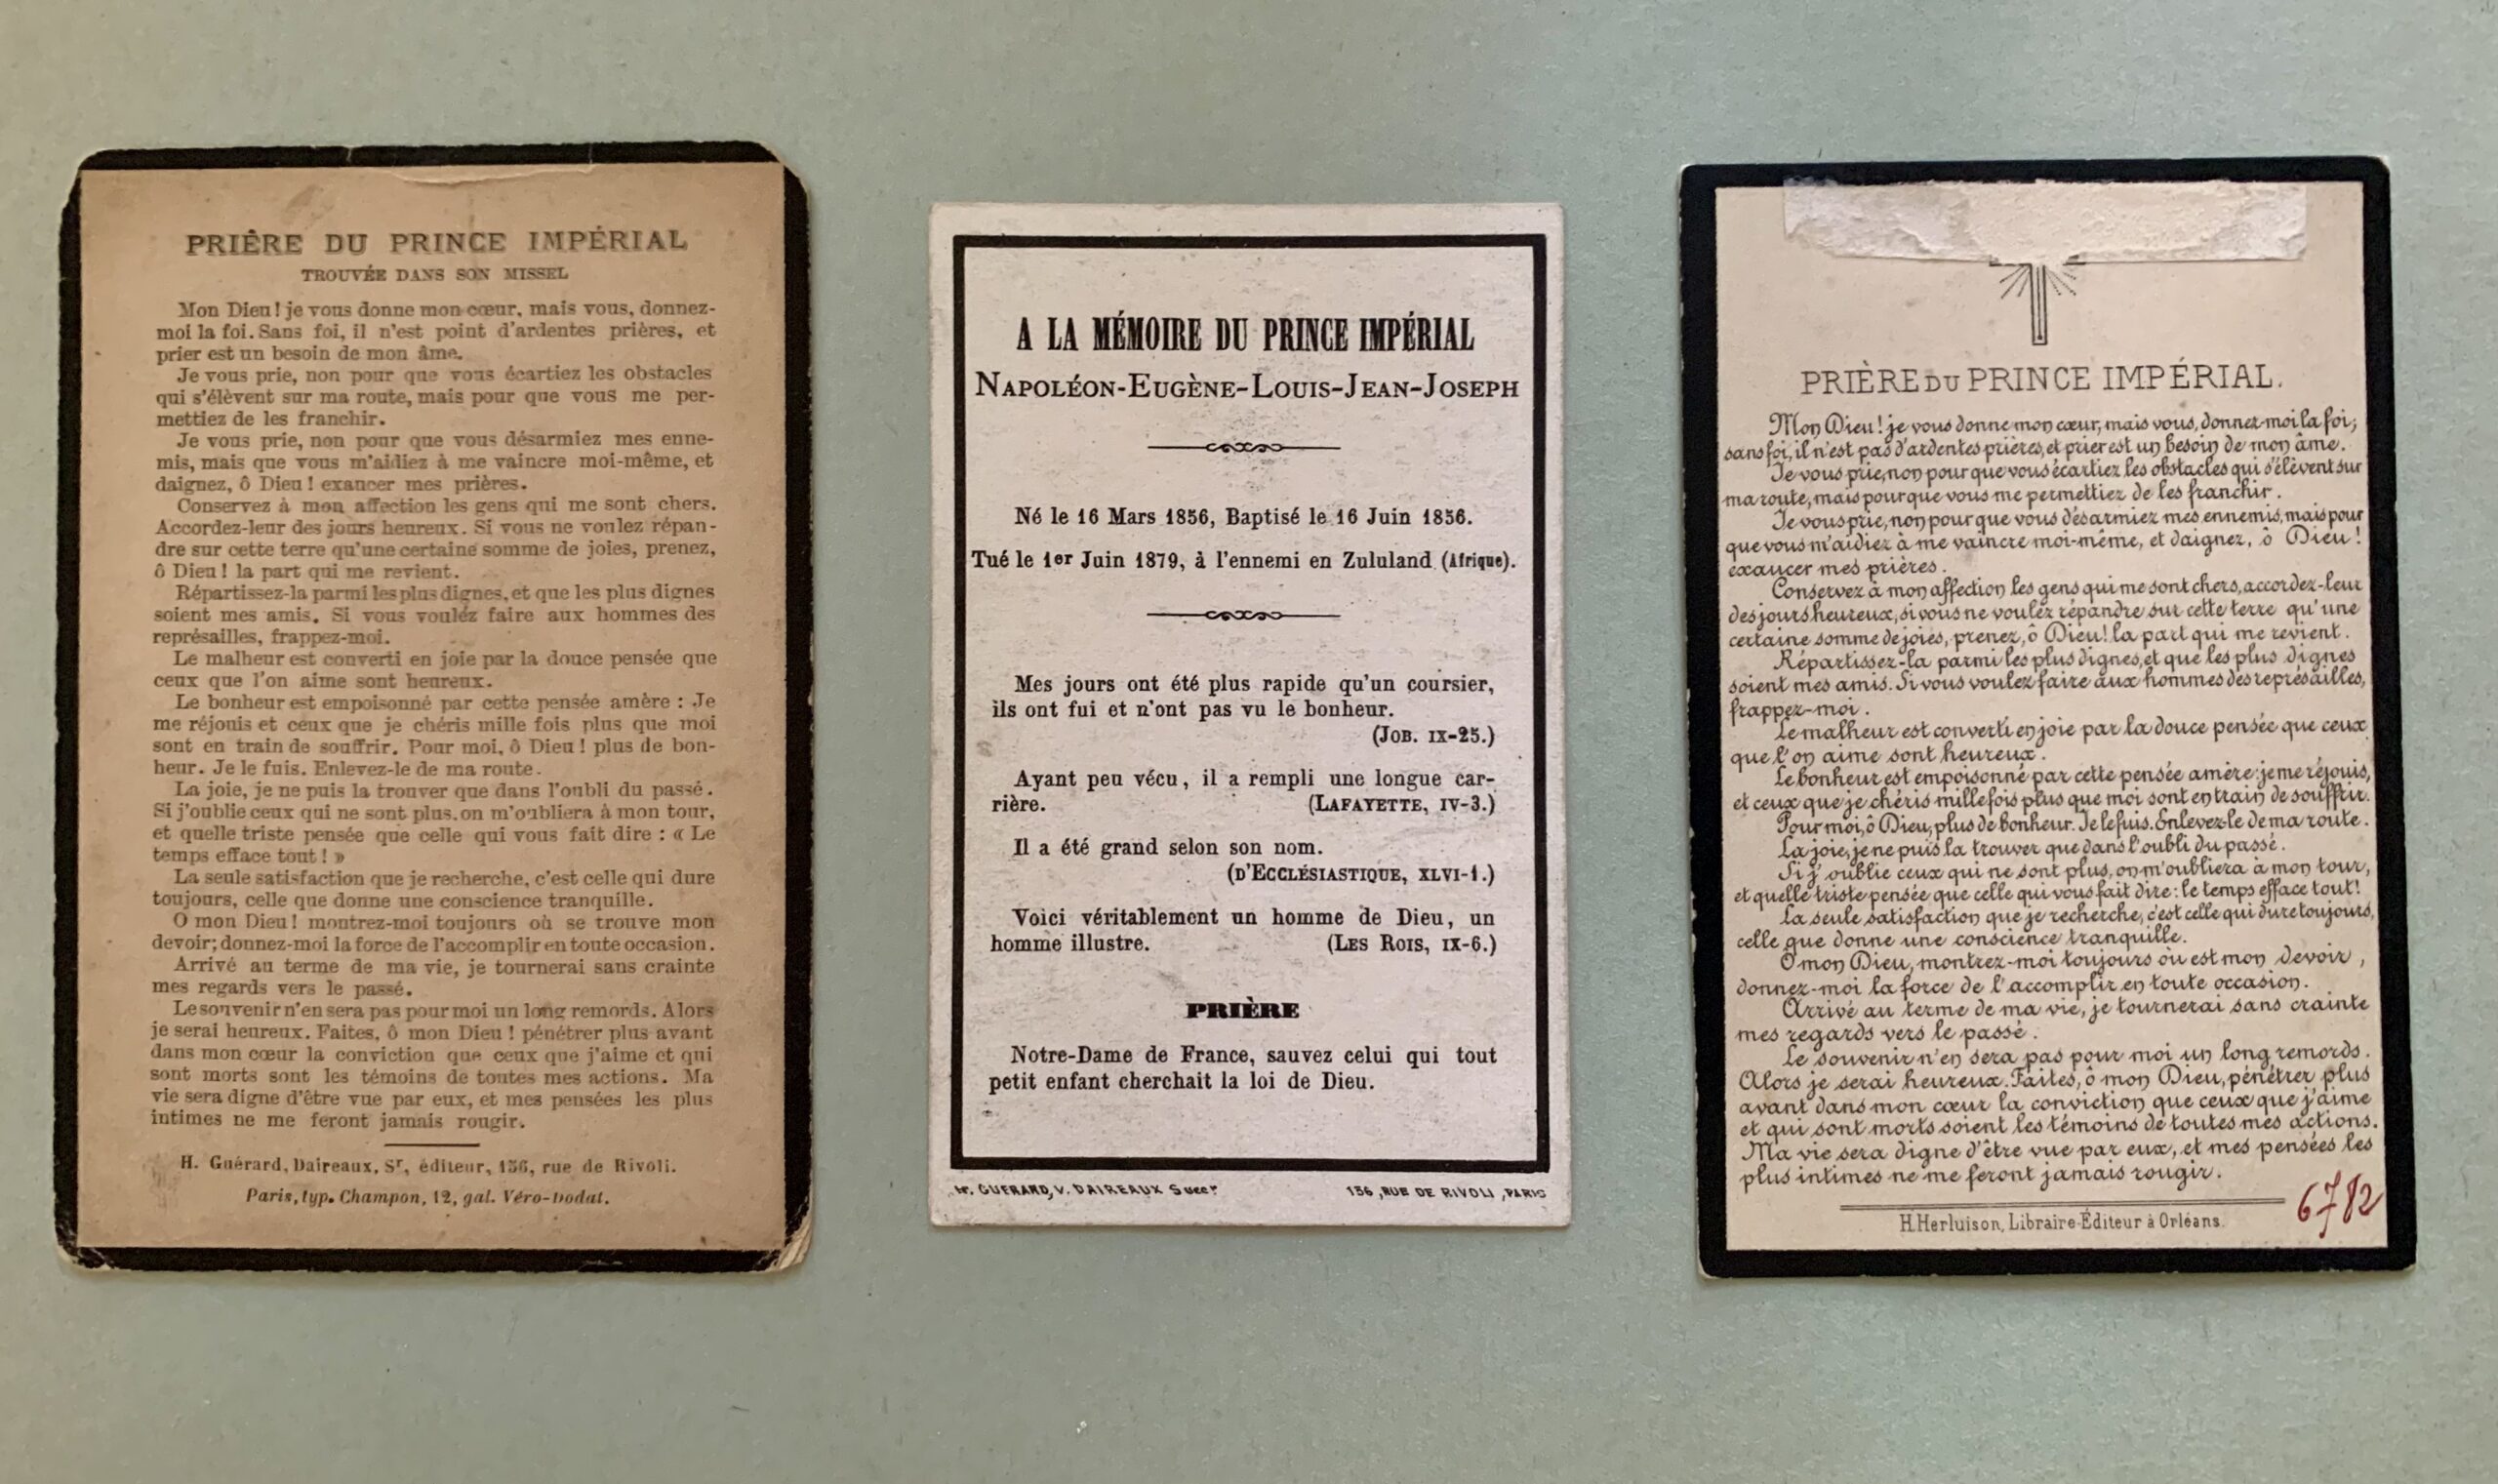 PRIÈRE DU PRINCE IMPÉRIAL
TROUVÉE DANS SON MISSEL
Mon Dieu! je vous donne mon cœur, mais vous, donnez-
moi la foi. Sans foi, il n'est point d'ardentes prières, et
prier est un besoin de mon âme.
Je vous prie, non pour que vous écartiez les obstacles
qui s'élèvent sur ma route, mais pour que vous me per-
mettiez de les franchir.
Je vous prie, non pour que vous désarmiez mes enne-
mis, mais que vous m'aidiez à me vaincre moi-même, et
daignez, ô Dieu! exaucer mes prières.
Conservez à mon affection les gens qui me sont chers.
Accordez-leur des jours heureux. Si vous ne voulez répan-
dre sur cette terre qu'une certaine somme de joies, prenez,
ô Dieu! la part qui me revient.
Répartissez-la parmi les plus dignes, et que les plus dignes
soient mes amis. Si vous voulez faire aux hommes des
représailles, frappez-moi.
Le malheur est converti en joie par la douce pensée que
ceux que l'on aime sont heureux.
Le bonheur est empoisonné par cette pensée amère : Je
me réjouis et ceux que je chéris mille fois plus que moi
sont en train de souffrir. Pour moi, ô Dieu! plus de bon-
heur. Je le fuis. Enlevez-le de ma route.
La joie, je ne puis la trouver que dans l'oubli du passé.
Si j'oublie ceux qui ne sont plus, on m'oubliera à mon tour,
et quelle triste pensée que celle qui vous fait dire : « Le
temps efface tout! »
La seule satisfaction que je recherche, c'est celle qui dure
toujours, celle que donne une conscience tranquille.
O mon Dieu! montrez-moi toujours où se trouve mon
devoir; donnez-moi la force de l'accomplir en toute occasion.
Arrivé au terme de ma vie, je tournerai sans crainte
mes regards vers le passé.
Le souvenir n'en sera pas pour moi un long remords. Alors
je serai heureux. Faites, ô mon Dieu! pénétrer plus avant
dans mon cœur la conviction que ceux que j'aime et qui
sont morts sont les témoins de toutes mes actions. Ma
vie sera digne d'être vue par eux, et mes pensées les plus
intimes ne me feront jamais rougir.
H. Guérard, Daireaux, Sr, éditeur, 156, rue de Rivoli.
Paris, typ. Champon, 12, gal. Véro-Dodat.
A LA MÉMOIRE DU PRINCE IMPÉRIAL
NAPOLÉON-EUGÈNE-LOUIS-JEAN-JOSEPH
Né le 16 Mars 1856, Baptisé le 16 Juin 1856.
Tué le 1er Juin 1879, à l'ennemi en Zululand (Afrique).
Mes jours ont été plus rapide qu'un coursier,
ils ont fui et n'ont pas vu le bonheur.
(JOB. IX-25.)
Ayant peu vécu, il a rempli une longue car-
rière. (LAFAYETTE, IV-3.)
Il a été grand selon son nom.
(D'ECCLÉSIASTIQUE, XLVI-1.)
Voici véritablement un homme de Dieu, un
homme illustre. (LES ROIS, IX-6.)
PRIÈRE
Notre-Dame de France, sauvez celui qui tout
petit enfant cherchait la loi de Dieu.
H. GUERARD, V. DAIREAUX Succr 156, RUE DE RIVOLI, PARIS
PRIÈRE DU PRINCE IMPÉRIAL.
Mon Dieu! je vous donne mon cœur, mais vous, donnez-moi la foi;
sans foi, il n'est pas d'ardentes prières, et prier est un besoin de mon âme.
Je vous prie, non pour que vous écartiez les obstacles qui s'élèvent sur
ma route, mais pour que vous me permettiez de les franchir.
Je vous prie, non pour que vous désarmiez mes ennemis, mais pour
que vous m'aidiez à me vaincre moi-même, et daignez, ô Dieu!
exaucer mes prières.
Conservez à mon affection les gens qui me sont chers, accordez-leur
des jours heureux, si vous ne voulez répandre sur cette terre qu'une
certaine somme de joies, prenez, ô Dieu! la part qui me revient.
Répartissez-la parmi les plus dignes, et que les plus dignes
soient mes amis. Si vous voulez faire aux hommes des représailles,
frappez-moi.
Le malheur est converti en joie par la douce pensée que ceux
que l'on aime sont heureux.
Le bonheur est empoisonné par cette pensée amère: je me réjouis,
et ceux que je chéris mille fois plus que moi sont en train de souffrir.
Pour moi, ô Dieu, plus de bonheur. Je le fuis. Enlevez-le de ma route.
La joie, je ne puis la trouver que dans l'oubli du passé.
Si j'oublie ceux qui ne sont plus, on m'oubliera à mon tour,
et quelle triste pensée que celle qui vous fait dire: le temps efface tout!
La seule satisfaction que je recherche, c'est celle qui dure toujours,
celle que donne une conscience tranquille.
O mon Dieu, montrez-moi toujours où est mon devoir,
donnez-moi la force de l'accomplir en toute occasion.
Arrivé au terme de ma vie, je tournerai sans crainte
mes regards vers le passé.
Le souvenir n'en sera pas pour moi un long remords.
Alors je serai heureux. Faites, ô mon Dieu, pénétrer plus
avant dans mon cœur la conviction que ceux que j'aime
et qui sont morts soient les témoins de toutes mes actions.
Ma vie sera digne d'être vue par eux, et mes pensées les
plus intimes ne me feront jamais rougir.
H. Herluison, Libraire-Éditeur à Orléans.
6782